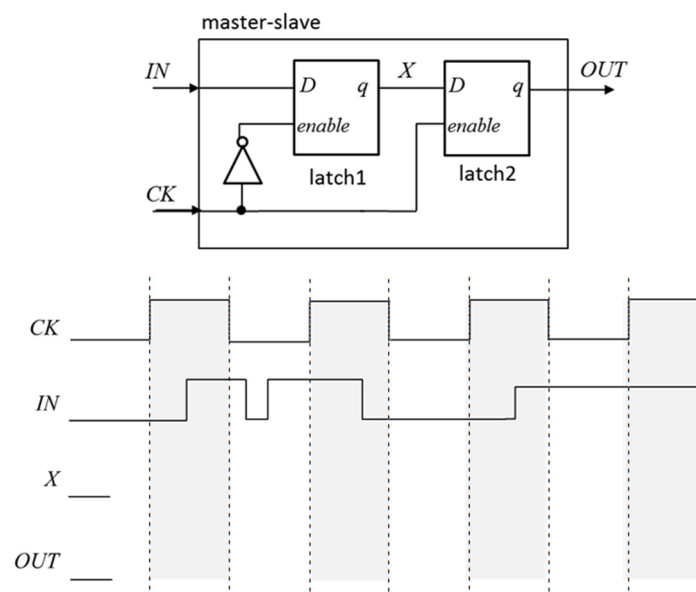 master-slave
IN
X
OUT
D q
D q
enable
enable
latch1
latch2
CK
CK
IN
X
OUT